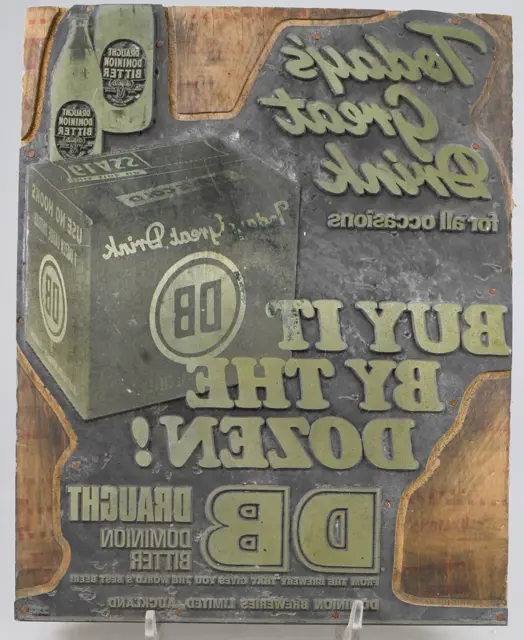 Today's
Great
Drink
for all occasions
DRAUGHT
DOMINION
BITTER
DRAUGHT
DOMINION
BITTER
GLASS
USE NO HOOKS
Today's Great Drink
DB
DB
BUY IT
BY THE
DOZEN!
DB
DRAUGHT
DOMINION
BITTER
FROM THE BREWERY THAT GIVES YOU THE WORLD'S BEST BEER!
DOMINION BREWERIES LIMITED AUCKLAND